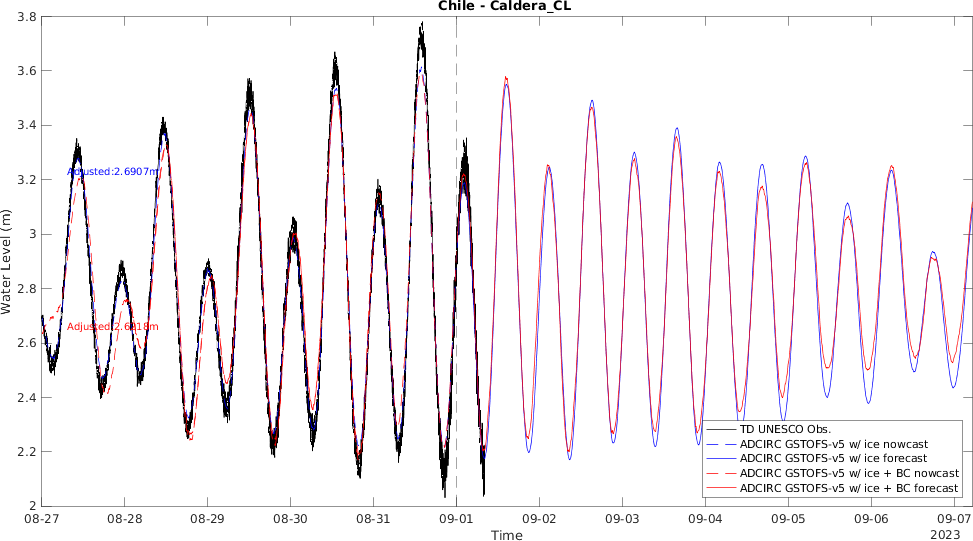 Chile - Caldera_CL
3.8
3.6
3.4
3.2
3
2.8
2.6
2.4
2.2
2
Water Level (m)
Adjusted:2.6907m
TD UNESCO Obs.
ADCIRC GSTOFS-v5 w/ ice nowcast
ADCIRC GSTOFS-v5 w/ ice forecast
ADCIRC GSTOFS-v5 w/ ice + BC nowcast
ADCIRC GSTOFS-v5 w/ ice + BC forecast
08-27 08-28 08-29 08-30 08-31 09-01 09-02 09-03 09-04 09-05 09-06 09-07
Time
2023